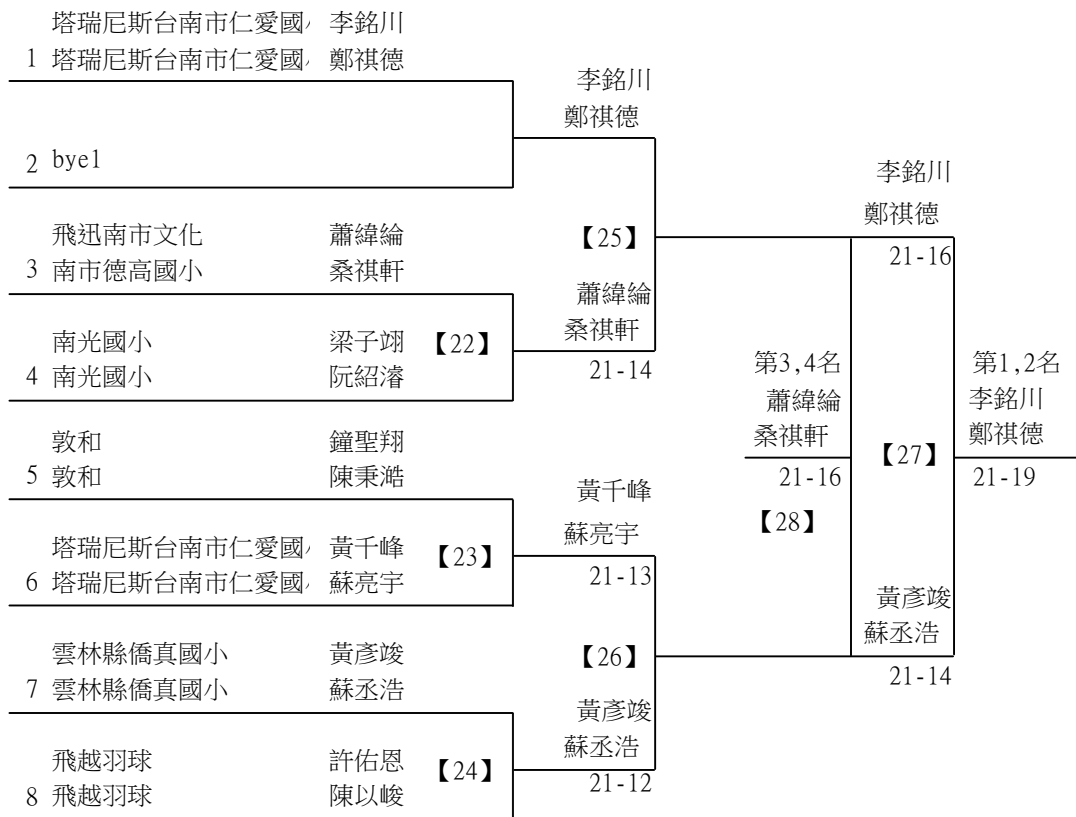 塔瑞尼斯台南市仁愛國 李銘川
1 塔瑞尼斯台南市仁愛國 鄭祺德
李銘川
鄭祺德
2 bye1
李銘川
鄭祺德
21-16
飛迅南市文化 蕭緯綸
3 南市德高國小 桑祺軒
【25】
蕭緯綸
桑祺軒
21-14
南光國小 梁子翊 【22】
4 南光國小 阮紹濬
第3,4名
蕭緯綸
桑祺軒
21-16
【28】
【27】
第1,2名
李銘川
鄭祺德
21-19
敦和 鐘聖翔
5 敦和 陳秉澔
黃千峰
蘇亮宇
21-13
塔瑞尼斯台南市仁愛國 黃千峰 【23】
6 塔瑞尼斯台南市仁愛國 蘇亮宇
黃彥竣
蘇丞浩
21-14
雲林縣僑真國小 黃彥竣
7 雲林縣僑真國小 蘇丞浩
【26】
黃彥竣
蘇丞浩
21-12
飛越羽球 許佑恩 【24】
8 飛越羽球 陳以峻